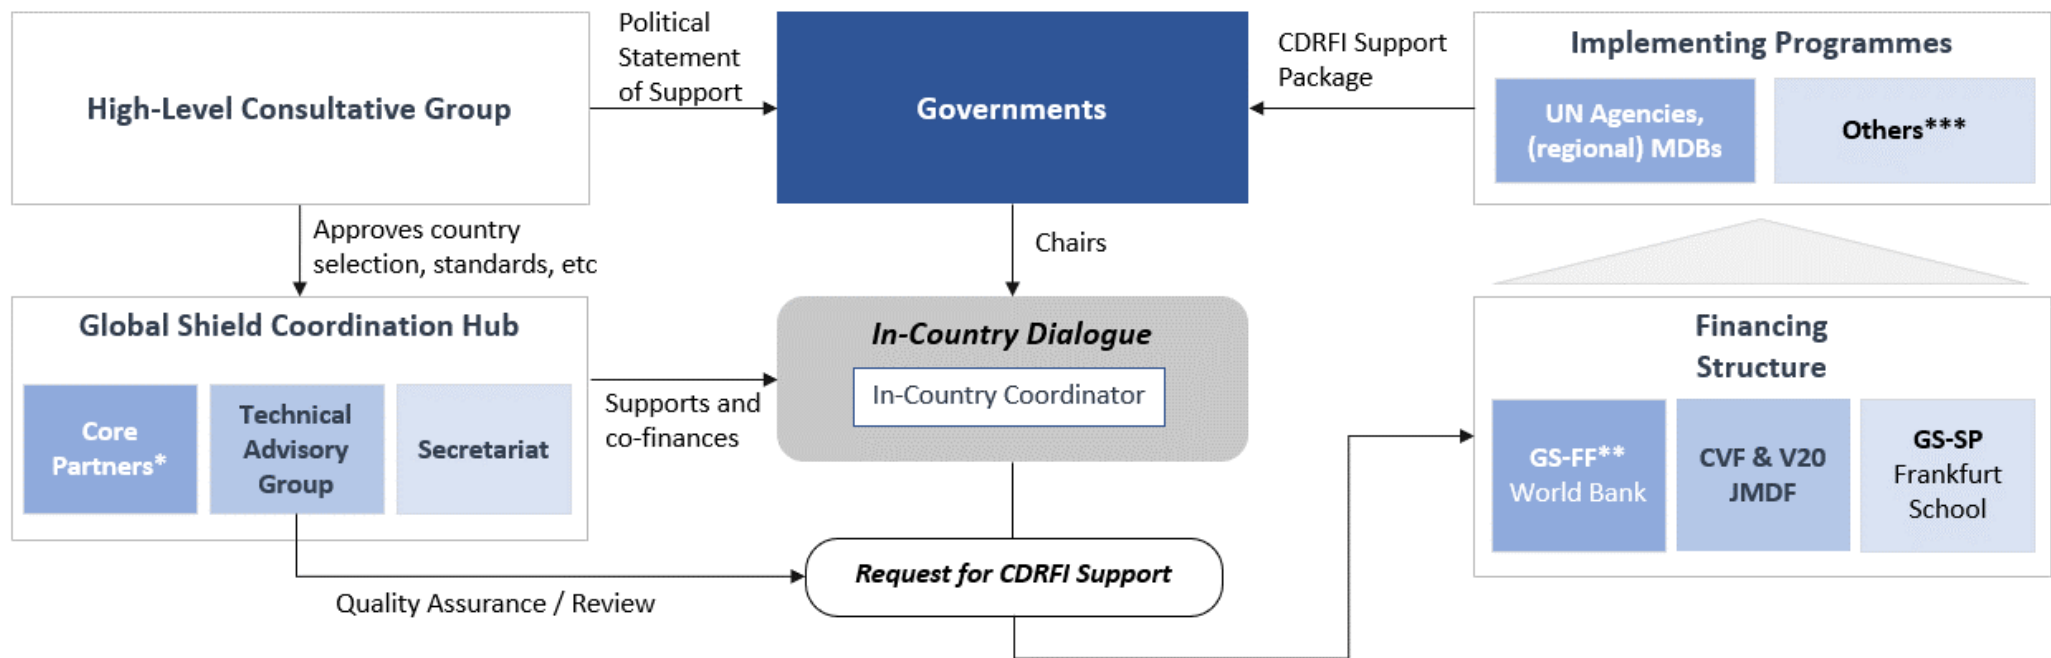 High-Level Consultative Group
Political
Statement
of Support
Governments
CDRFI Support
Package
Implementing Programmes
UN Agencies,
(regional) MDBs
Others***
Approves country
selection, standards, etc
Chairs
Global Shield Coordination Hub
Core
Partners*
Technical
Advisory
Group
Secretariat
Supports and
co-finances
In-Country Dialogue
In-Country Coordinator
Financing
Structure
GS-FF**
World Bank
CVF & V20
JMDF
GS-SP
Frankfurt
School
Request for CDRFI Support
Quality Assurance / Review